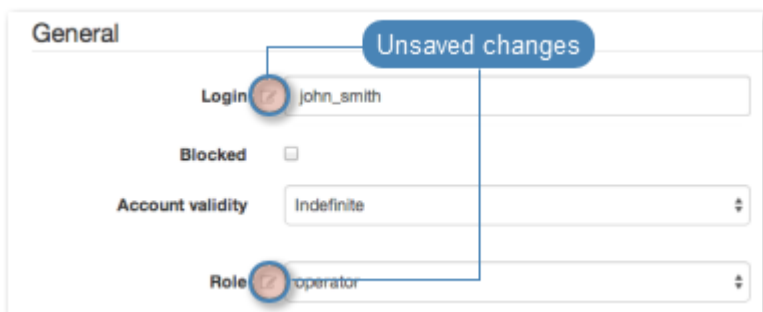 General
Unsaved changes
Login john_smith
Blocked
Account validity Indefinite
Role operator